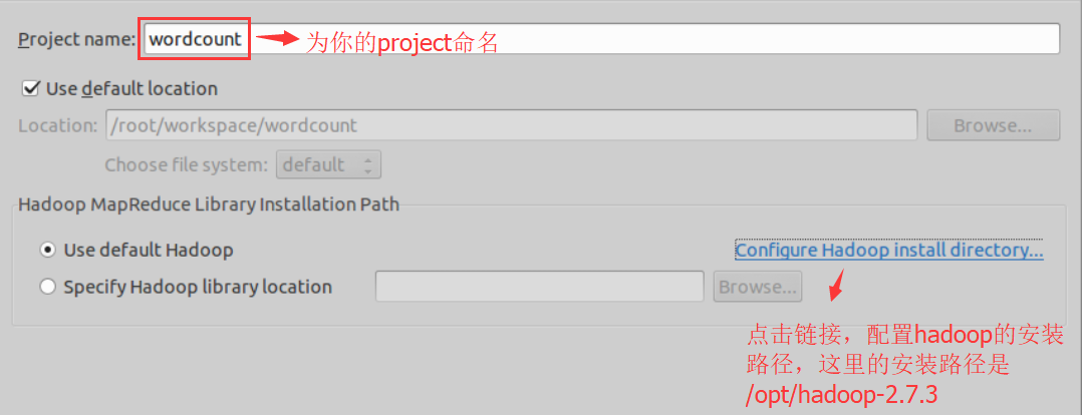 Project name: wordcount 为你的project命名
Use default location
Location: /root/workspace/wordcount Browse...
Choose file system: default
Hadoop MapReduce Library Installation Path
Use default Hadoop Configure Hadoop install directory...
Specify Hadoop library location Browse...
点击链接，配置hadoop的安装
路径，这里的安装路径是
/opt/hadoop-2.7.3